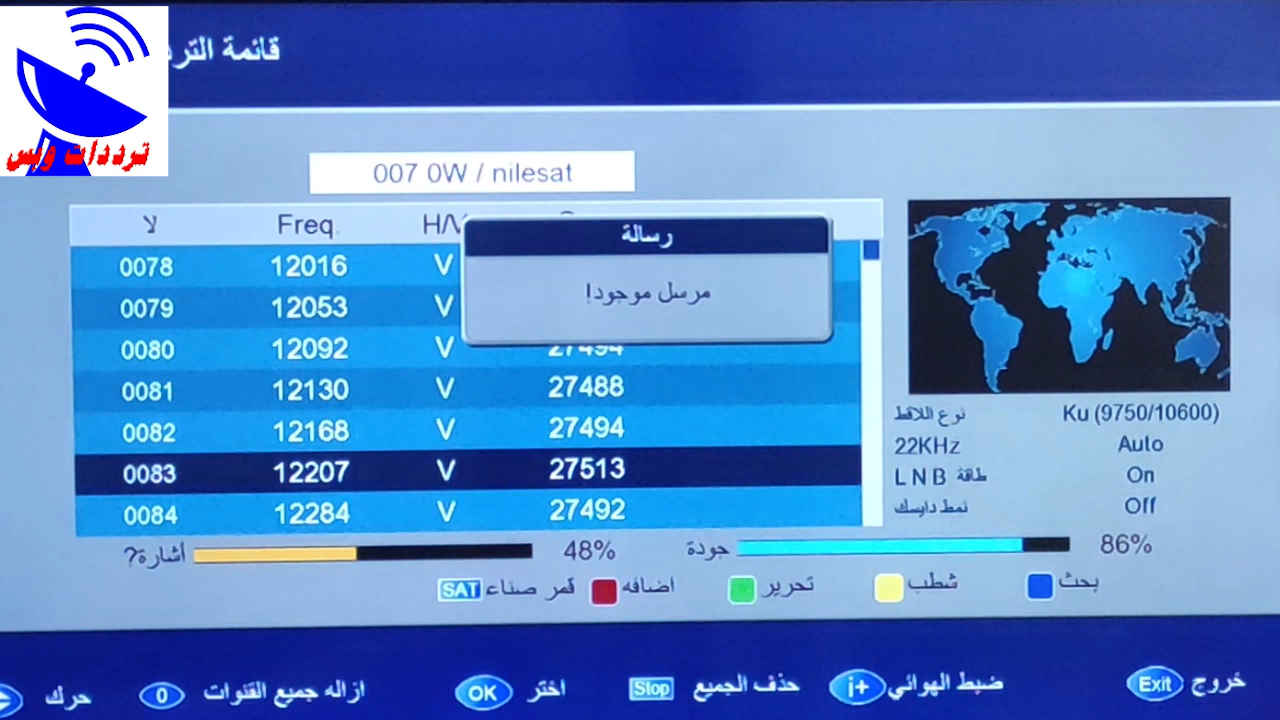 قائمة الترد
ترددات وبس
007 0W / nilesat
لا Freq. H/V
رسالة
مرسل موجود!
0078 12016 V
0079 12053 V
0080 12092 V 27494
0081 12130 V 27488
0082 12168 V 27494
0083 12207 V 27513
0084 12284 V 27492
نوع اللاقط Ku (9750/10600)
22KHz Auto
طاقة LNB On
نمط دايسك Off
أشارة? 48% جودة 86%
SAT قمر صناء اضافه تحرير شطب بحث
حرك 0 ازاله جميع القنوات OK اختر Stop حذف الجميع i+ ضبط الهوائي Exit خروج